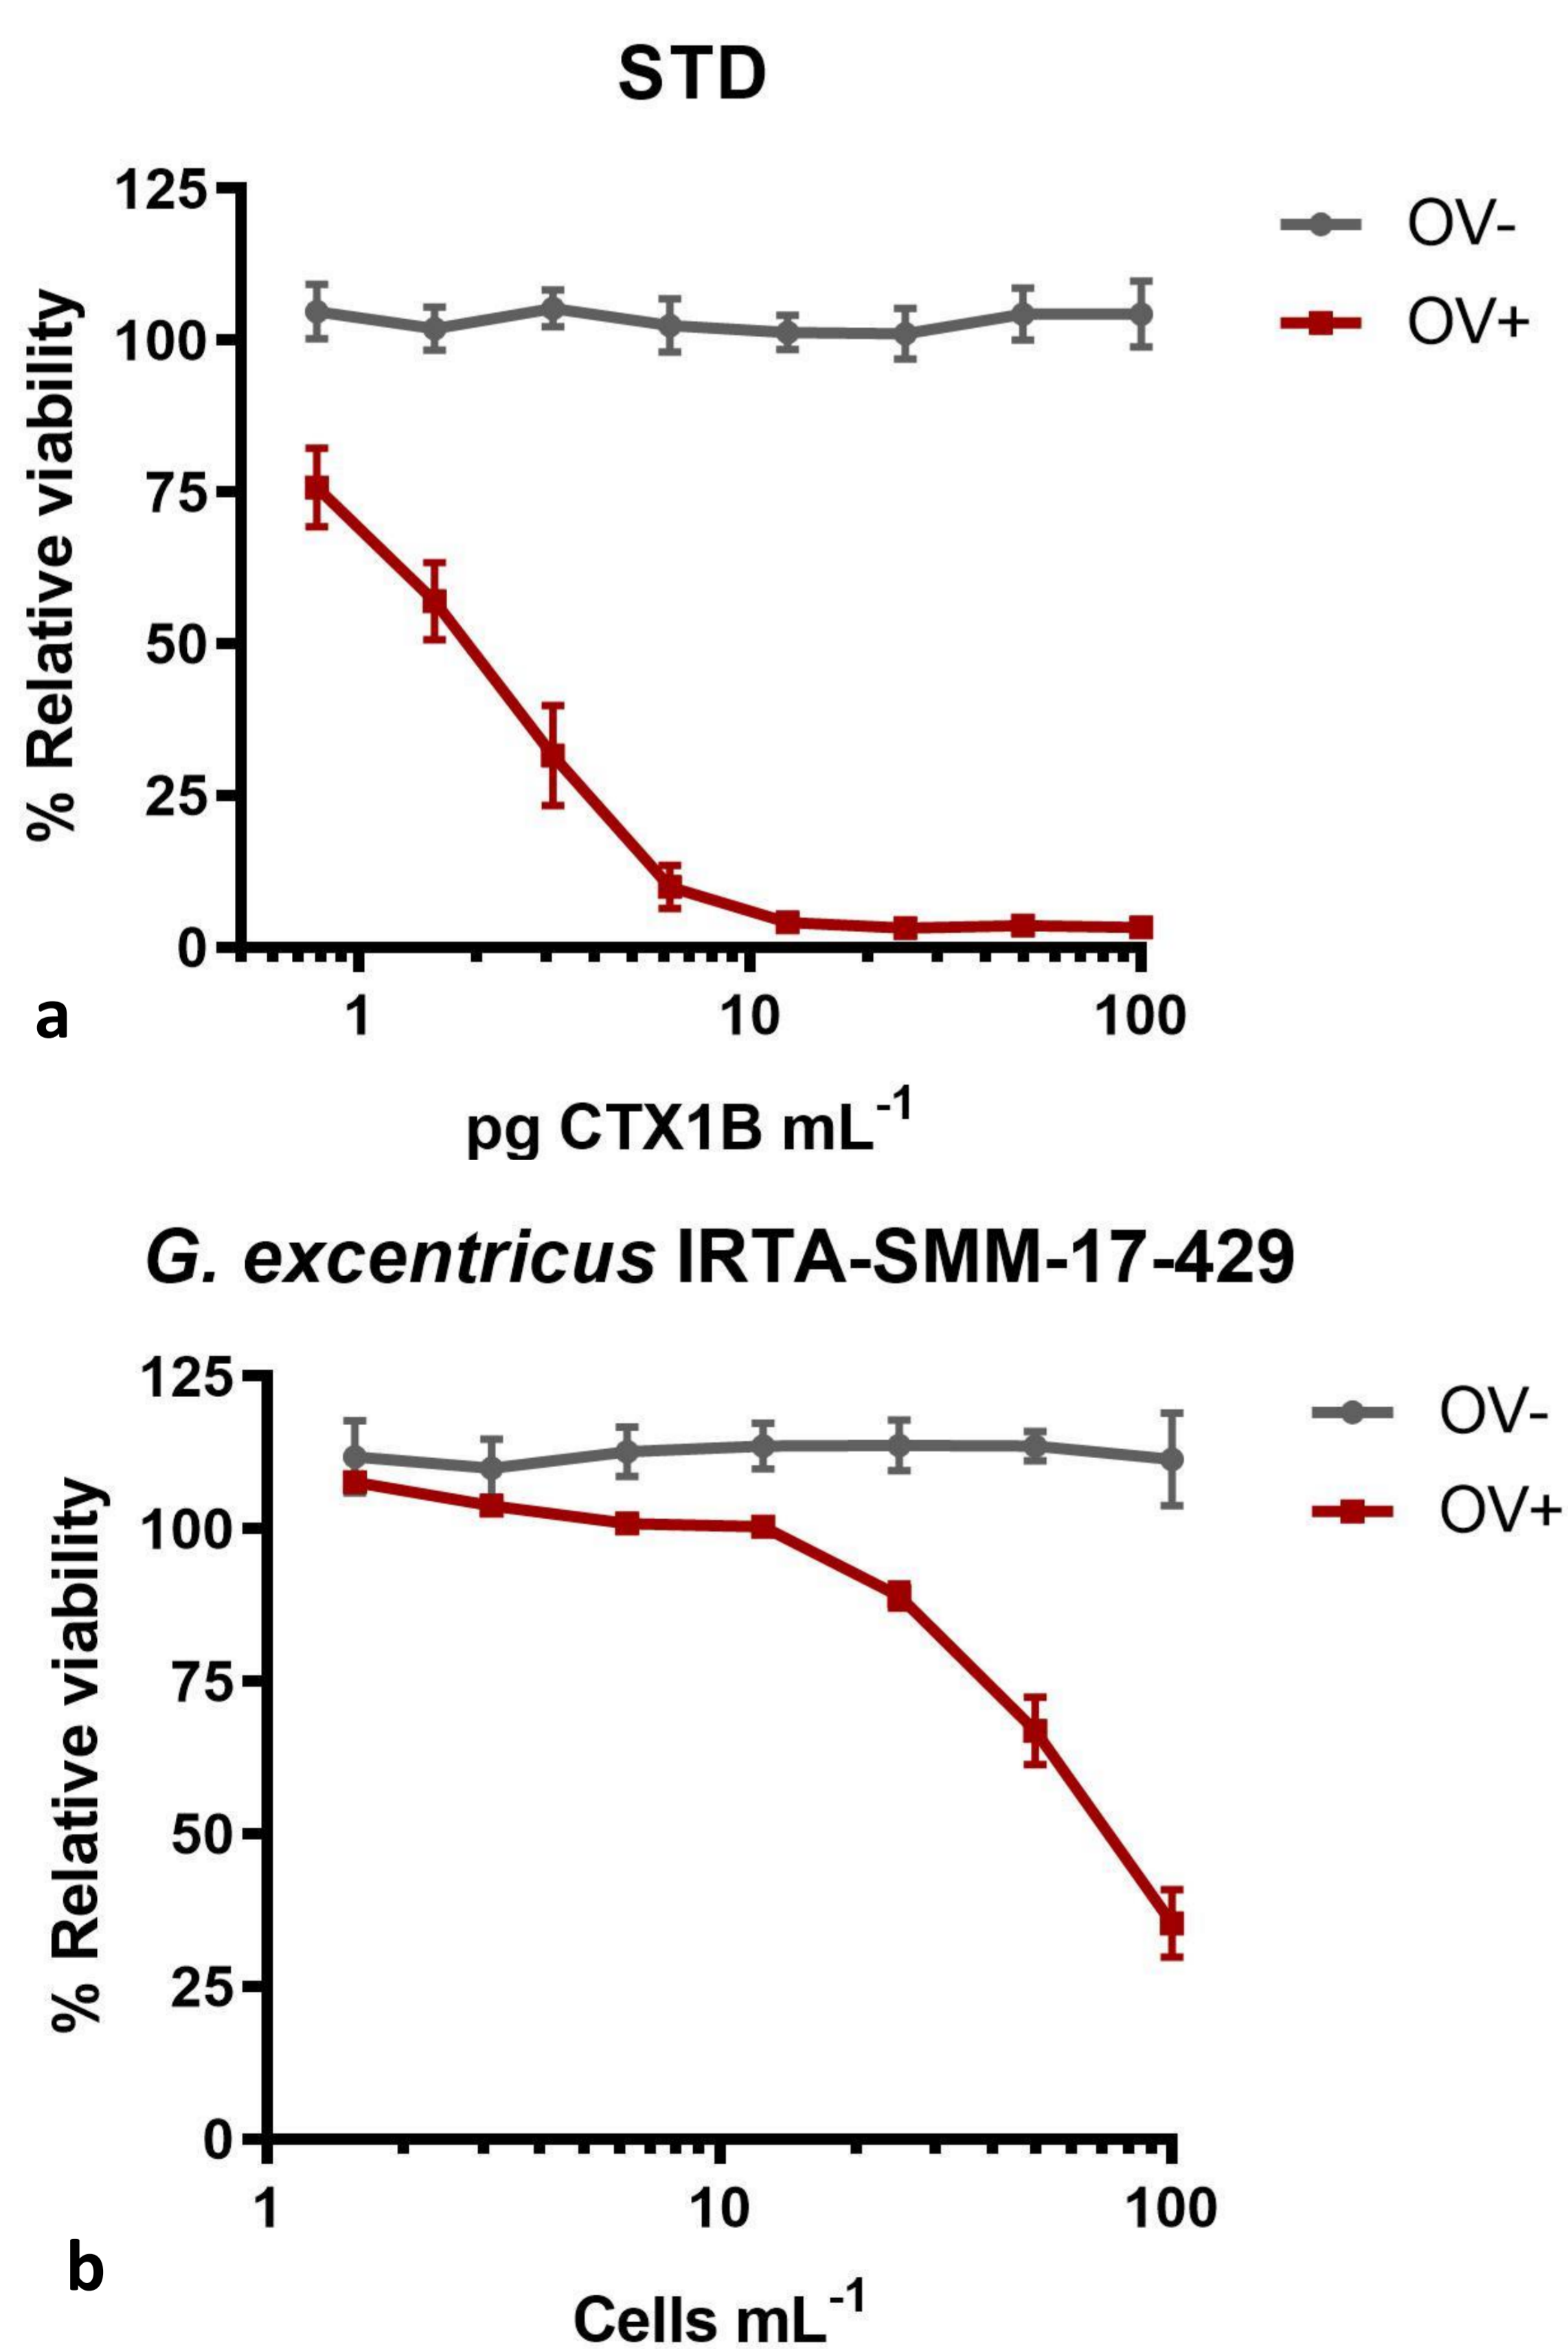 STD
125
100
75
50
25
0
% Relative viability
OV-
OV+
1 10 100
a
pg CTX1B mL-1
G. excentricus IRTA-SMM-17-429
125
100
75
50
25
0
% Relative viability
OV-
OV+
1 10 100
b
Cells mL-1